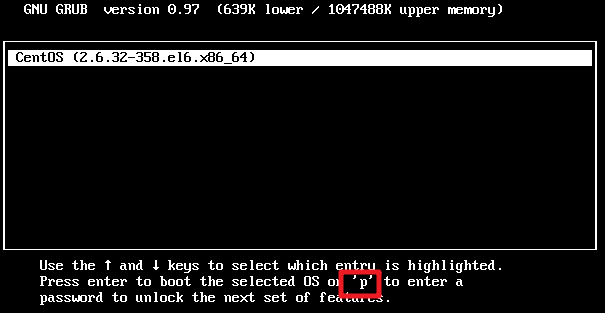 GNU GRUB  version 0.97  (639K lower / 1047488K upper memory)
CentOS (2.6.32-358.el6.x86_64)
Use the ↑ and ↓ keys to select which entry is highlighted.
Press enter to boot the selected OS or 'p' to enter a
password to unlock the next set of features.